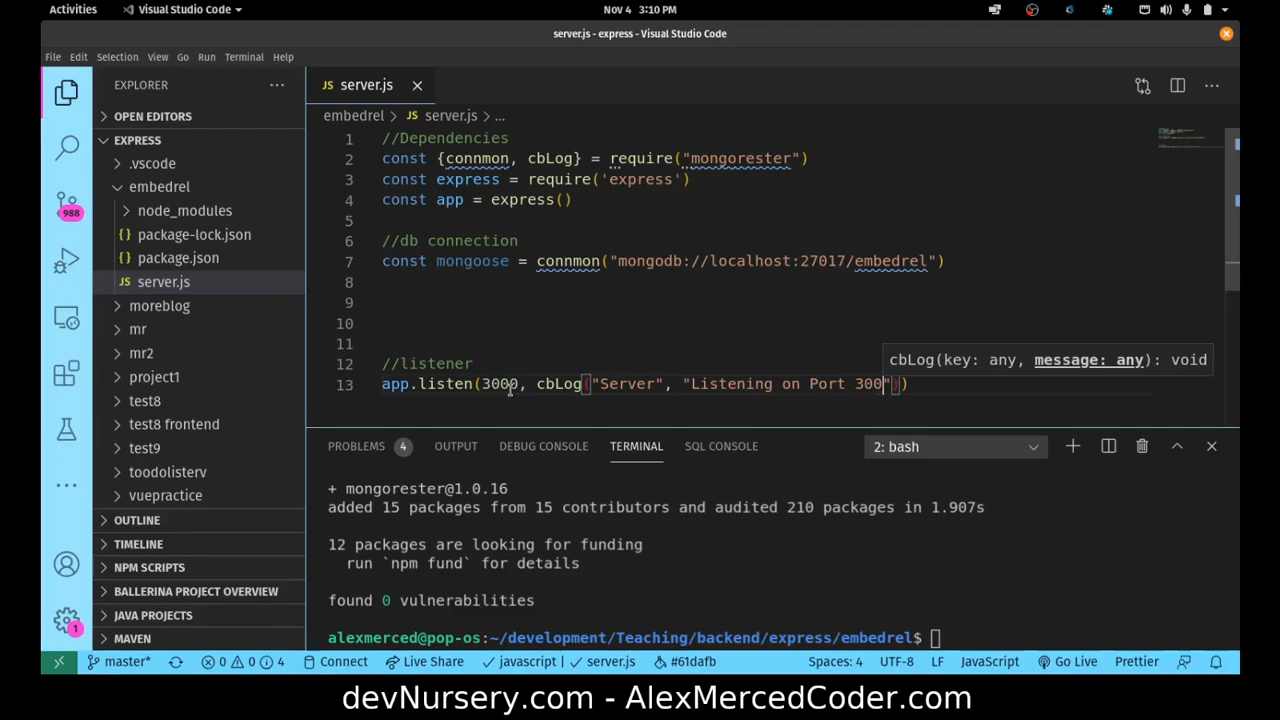 Activities
Visual Studio Code
Nov 4  3:10 PM
server.js - express - Visual Studio Code
File Edit Selection View Go Run Terminal Help
EXPLORER
JS server.js
OPEN EDITORS
embedrel > JS server.js > ...
EXPRESS
.vscode
embedrel
node_modules
{} package-lock.json
{} package.json
JS server.js
moreblog
mr
mr2
project1
test8
test8 frontend
test9
toodolisterv
vuepractice
OUTLINE
TIMELINE
NPM SCRIPTS
BALLERINA PROJECT OVERVIEW
JAVA PROJECTS
MAVEN
988
1
1 //Dependencies
2 const {connmon, cbLog} = require("mongorester")
3 const express = require('express')
4 const app = express()
5
6 //db connection
7 const mongoose = connmon("mongodb://localhost:27017/embedrel")
8
9
10
11
12 //listener
cbLog(key: any, message: any): void
13 app.listen(3000, cbLog("Server", "Listening on Port 300"))
PROBLEMS 4 OUTPUT DEBUG CONSOLE TERMINAL SQL CONSOLE 2: bash
+ mongorester@1.0.16
added 15 packages from 15 contributors and audited 210 packages in 1.907s
12 packages are looking for funding
run `npm fund` for details
found 0 vulnerabilities
alexmerced@pop-os:~/development/Teaching/backend/express/embedrel$
master* 0 0 4 Connect Live Share javascript | server.js #61dafb Spaces: 4 UTF-8 LF JavaScript Go Live Prettier
devNursery.com - AlexMercedCoder.com